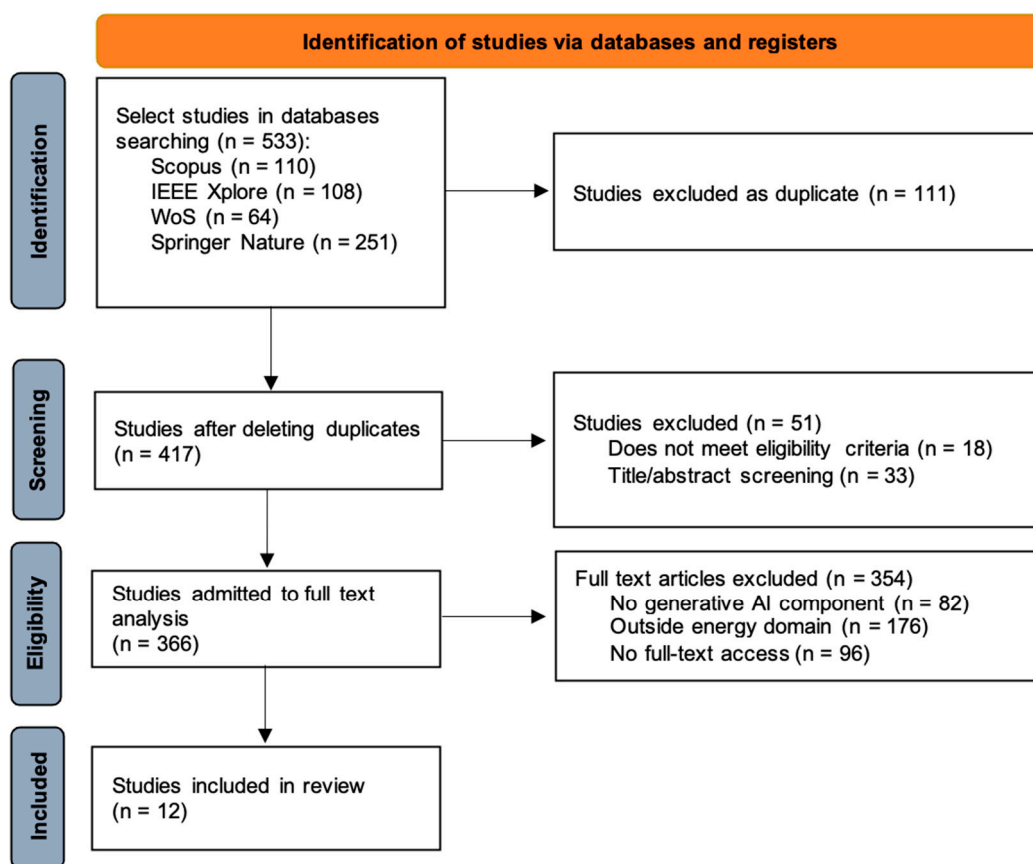 Identification of studies via databases and registers
Identification
Select studies in databases
searching (n = 533):
Scopus (n = 110)
IEEE Xplore (n = 108)
WoS (n = 64)
Springer Nature (n = 251)
Studies excluded as duplicate (n = 111)
Screening
Studies after deleting duplicates
(n = 417)
Studies excluded (n = 51)
Does not meet eligibility criteria (n = 18)
Title/abstract screening (n = 33)
Eligibility
Studies admitted to full text
analysis
(n = 366)
Full text articles excluded (n = 354)
No generative AI component (n = 82)
Outside energy domain (n = 176)
No full-text access (n = 96)
Included
Studies included in review
(n = 12)